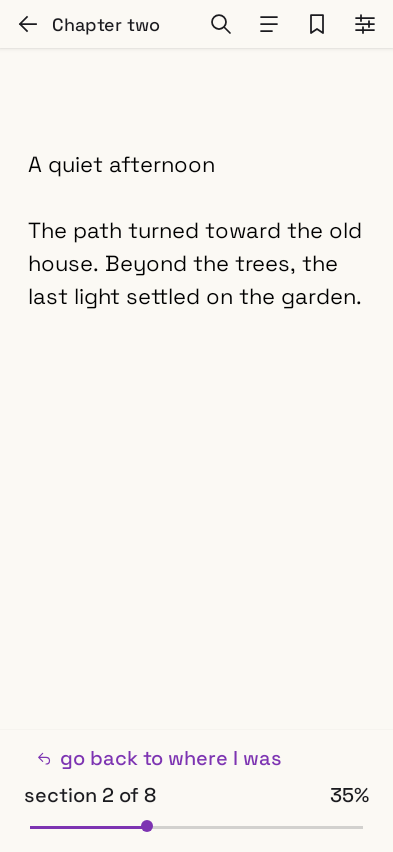 Chapter two
A quiet afternoon
The path turned toward the old
house. Beyond the trees, the
last light settled on the garden.
go back to where I was
section 2 of 8 35%